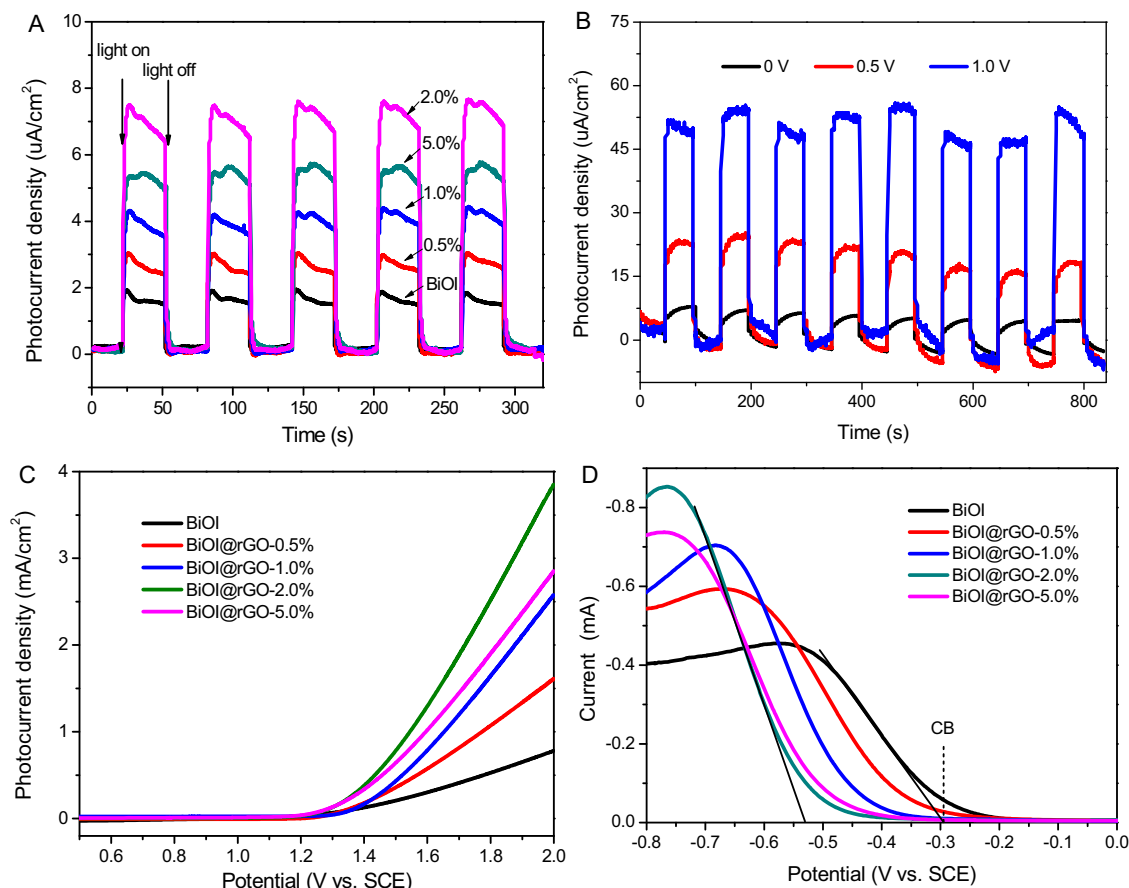 A
light on
light off
2.0%
5.0%
1.0%
0.5%
BiOI
Photocurrent density (uA/cm²)
10
8
6
4
2
0
0 50 100 150 200 250 300
Time (s)
B
0 V 0.5 V 1.0 V
Photocurrent density (uA/cm²)
75
60
45
30
15
0
0 200 400 600 800
Time (s)
C
BiOI
BiOI@rGO-0.5%
BiOI@rGO-1.0%
BiOI@rGO-2.0%
BiOI@rGO-5.0%
Photocurrent density (mA/cm²)
4
3
2
1
0
0.6 0.8 1.0 1.2 1.4 1.6 1.8 2.0
Potential (V vs. SCE)
D
BiOI
BiOI@rGO-0.5%
BiOI@rGO-1.0%
BiOI@rGO-2.0%
BiOI@rGO-5.0%
CB
Current (mA)
-0.8
-0.6
-0.4
-0.2
0.0
-0.8 -0.7 -0.6 -0.5 -0.4 -0.3 -0.2 -0.1 0.0
Potential (V vs. SCE)